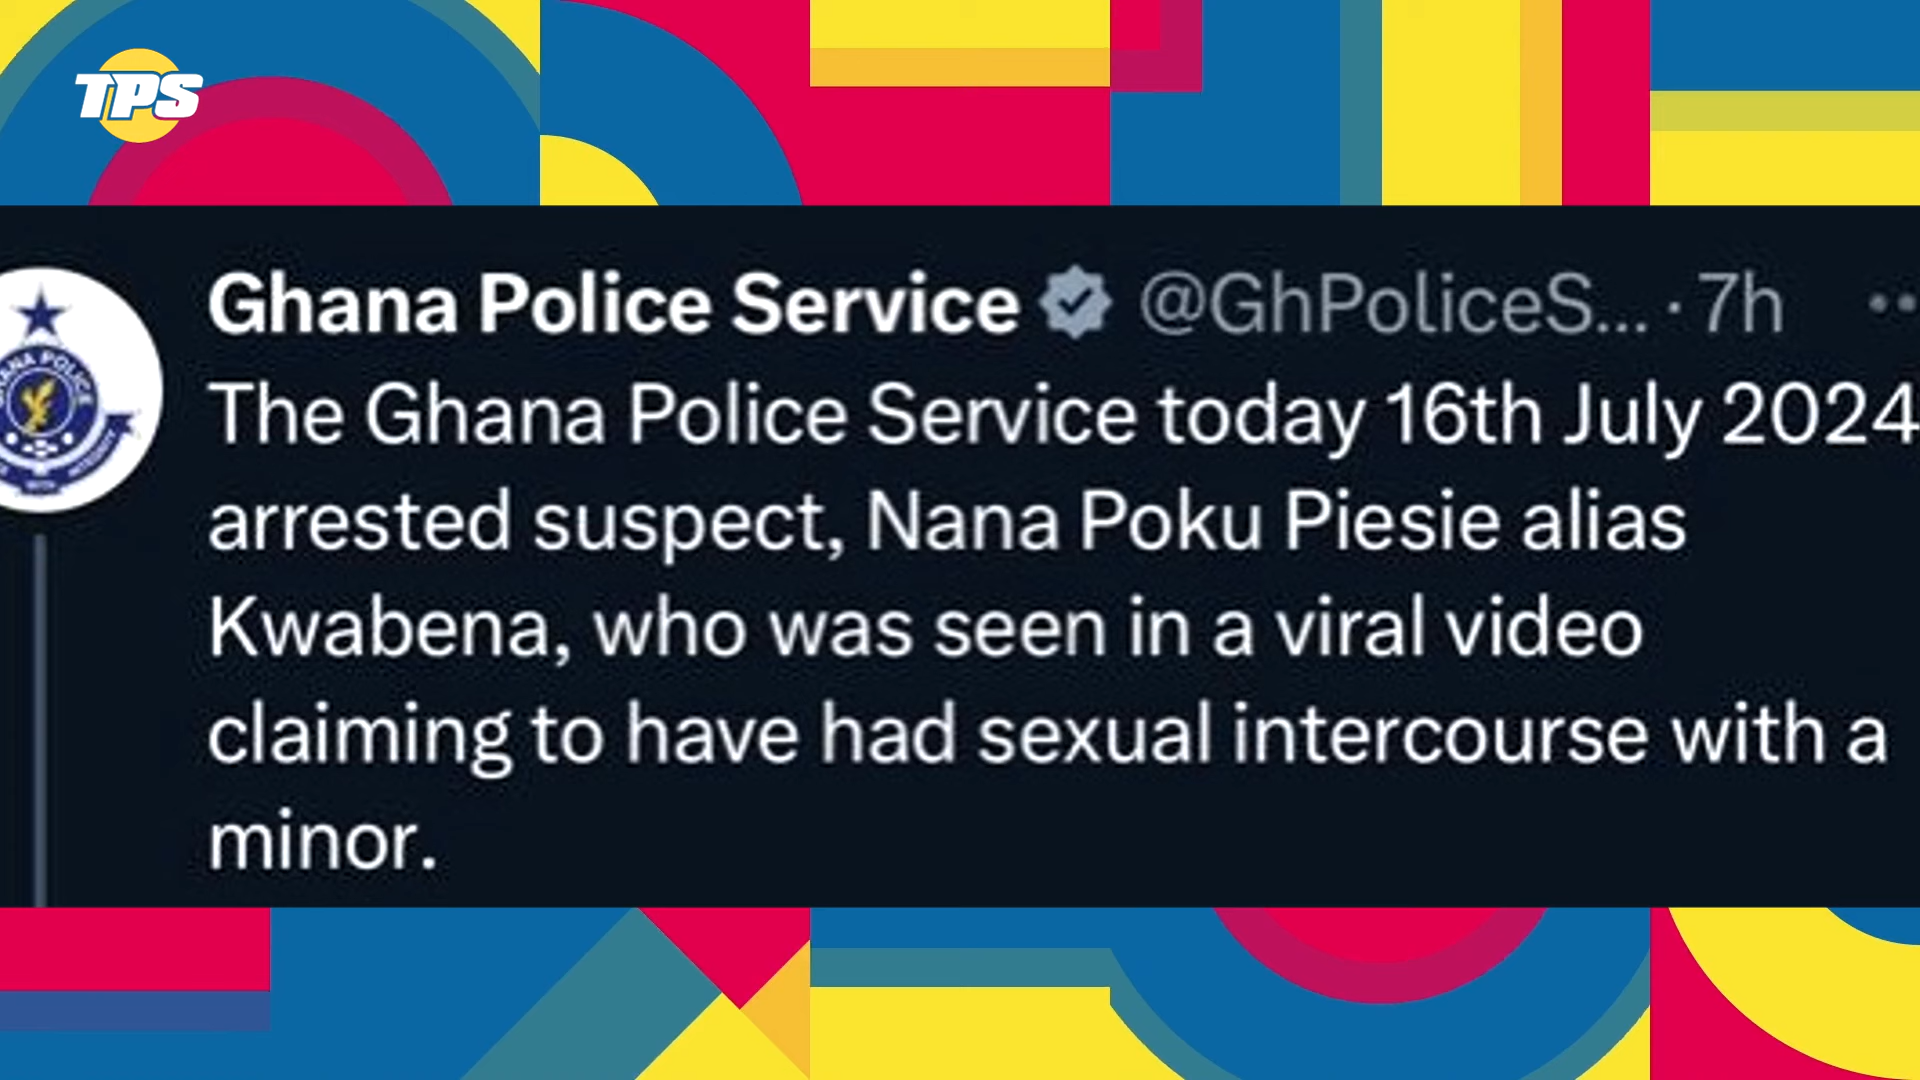 TPS
Ghana Police Service @GhPoliceS... · 7h
The Ghana Police Service today 16th July 2024
arrested suspect, Nana Poku Piesie alias
Kwabena, who was seen in a viral video
claiming to have had sexual intercourse with a
minor.